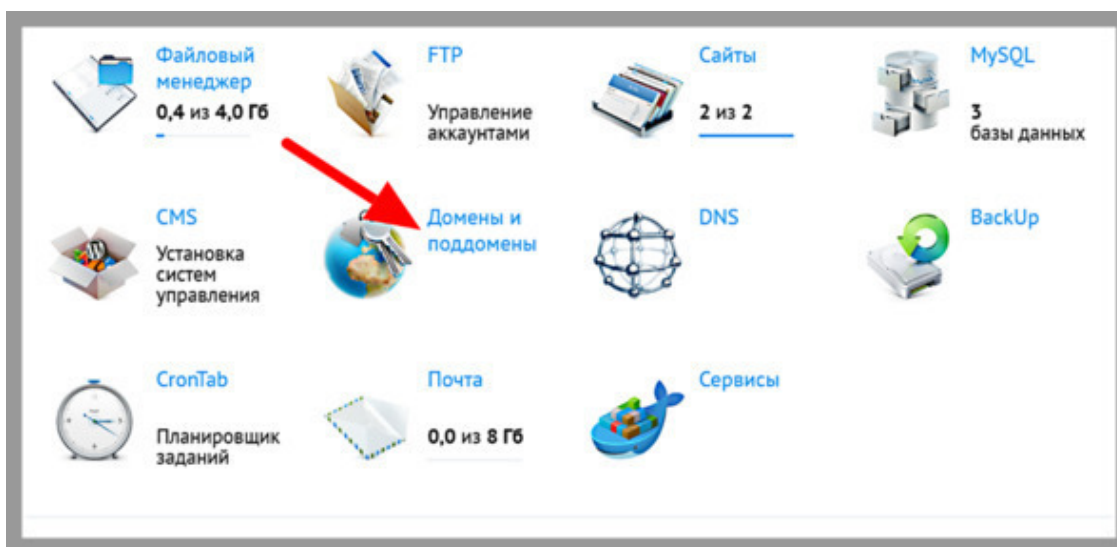 Файловый
менеджер
0,4 из 4,0 Гб
FTP
Управление
аккаунтами
Сайты
2 из 2
MySQL
3
базы данных
CMS
Установка
систем
управления
Домены и
поддомены
DNS
BackUp
CronTab
Планировщик
заданий
Почта
0,0 из 8 Гб
Сервисы